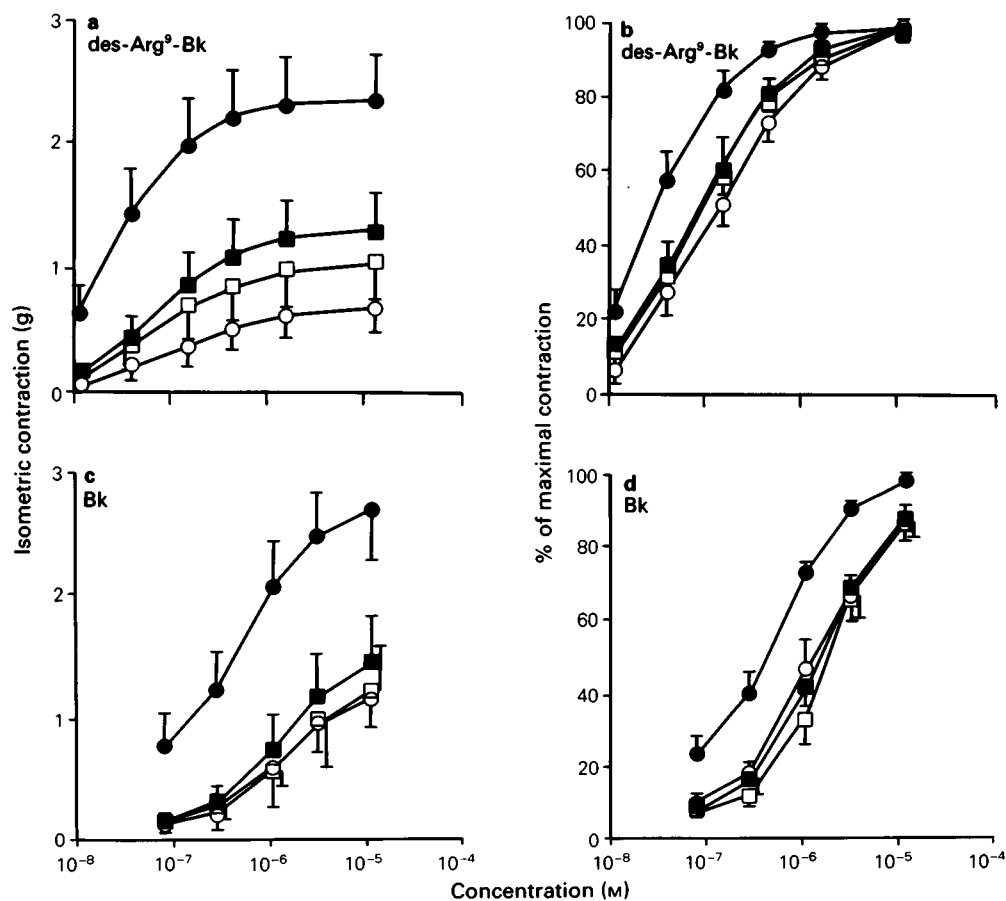 a
des-Arg⁹-Bk
3
2
1
0
b
des-Arg⁹-Bk
100
80
60
40
20
0
c
Bk
3
2
1
0
10⁻⁸
10⁻⁷
10⁻⁶
10⁻⁵
10⁻⁴
d
Bk
100
80
60
40
20
0
10⁻⁸
10⁻⁷
10⁻⁶
10⁻⁵
10⁻⁴
Isometric contraction (g)
% of maximal contraction
Concentration (M)